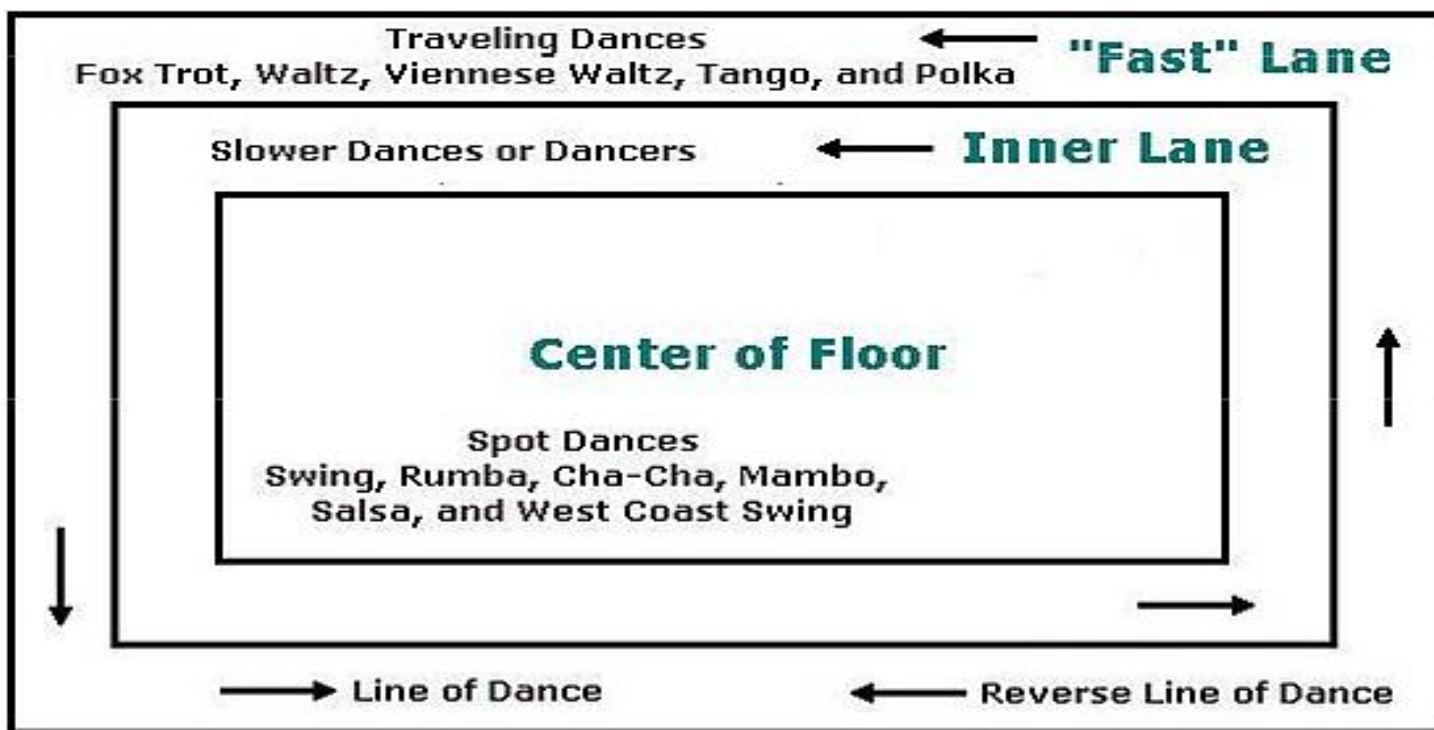 Traveling Dances
"Fast" Lane
Fox Trot, Waltz, Viennese Waltz, Tango, and Polka
Slower Dances or Dancers
Inner Lane
Center of Floor
Spot Dances
Swing, Rumba, Cha-Cha, Mambo,
Salsa, and West Coast Swing
Line of Dance
Reverse Line of Dance